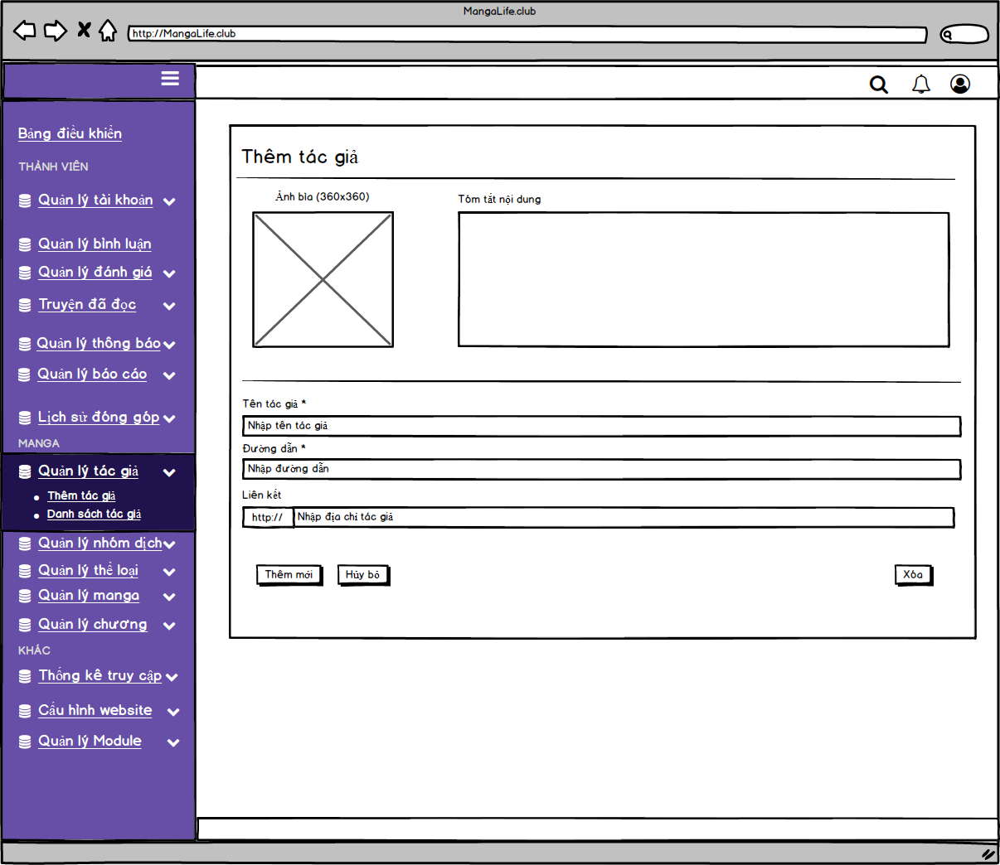 MangaLife.club
http://MangaLife.club
Bảng điều khiển
THÀNH VIÊN
Quản lý tài khoản
Quản lý bình luận
Quản lý đánh giá
Truyện đã đọc
Quản lý thông báo
Quản lý báo cáo
Lịch sử đóng góp
MANGA
Quản lý tác giả
Thêm tác giả
Danh sách tác giả
Quản lý nhóm dịch
Quản lý thể loại
Quản lý manga
Quản lý chương
KHÁC
Thống kê truy cập
Cấu hình website
Quản lý Module
Thêm tác giả
Ảnh bìa (360x360)
Tóm tắt nội dung
Tên tác giả *
Nhập tên tác giả
Đường dẫn *
Nhập đường dẫn
Liên kết
http:// Nhập địa chỉ tác giả
Thêm mới Hủy bỏ Xóa